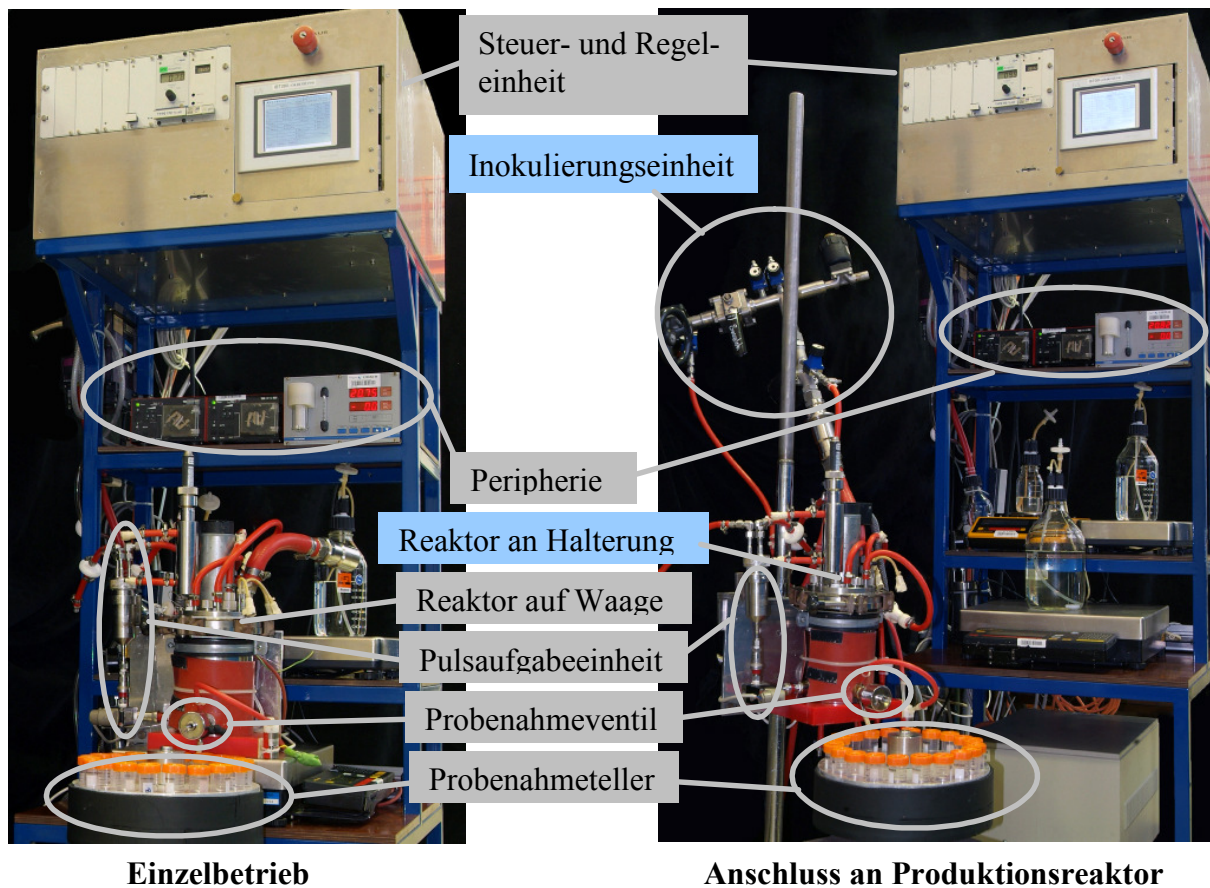 Steuer- und Regel-
einheit
Inokulierungseinheit
Peripherie
Reaktor an Halterung
Reaktor auf Waage
Pulsaufgabeeinheit
Probenahmeventil
Probenahmeteller
Einzelbetrieb
Anschluss an Produktionsreaktor